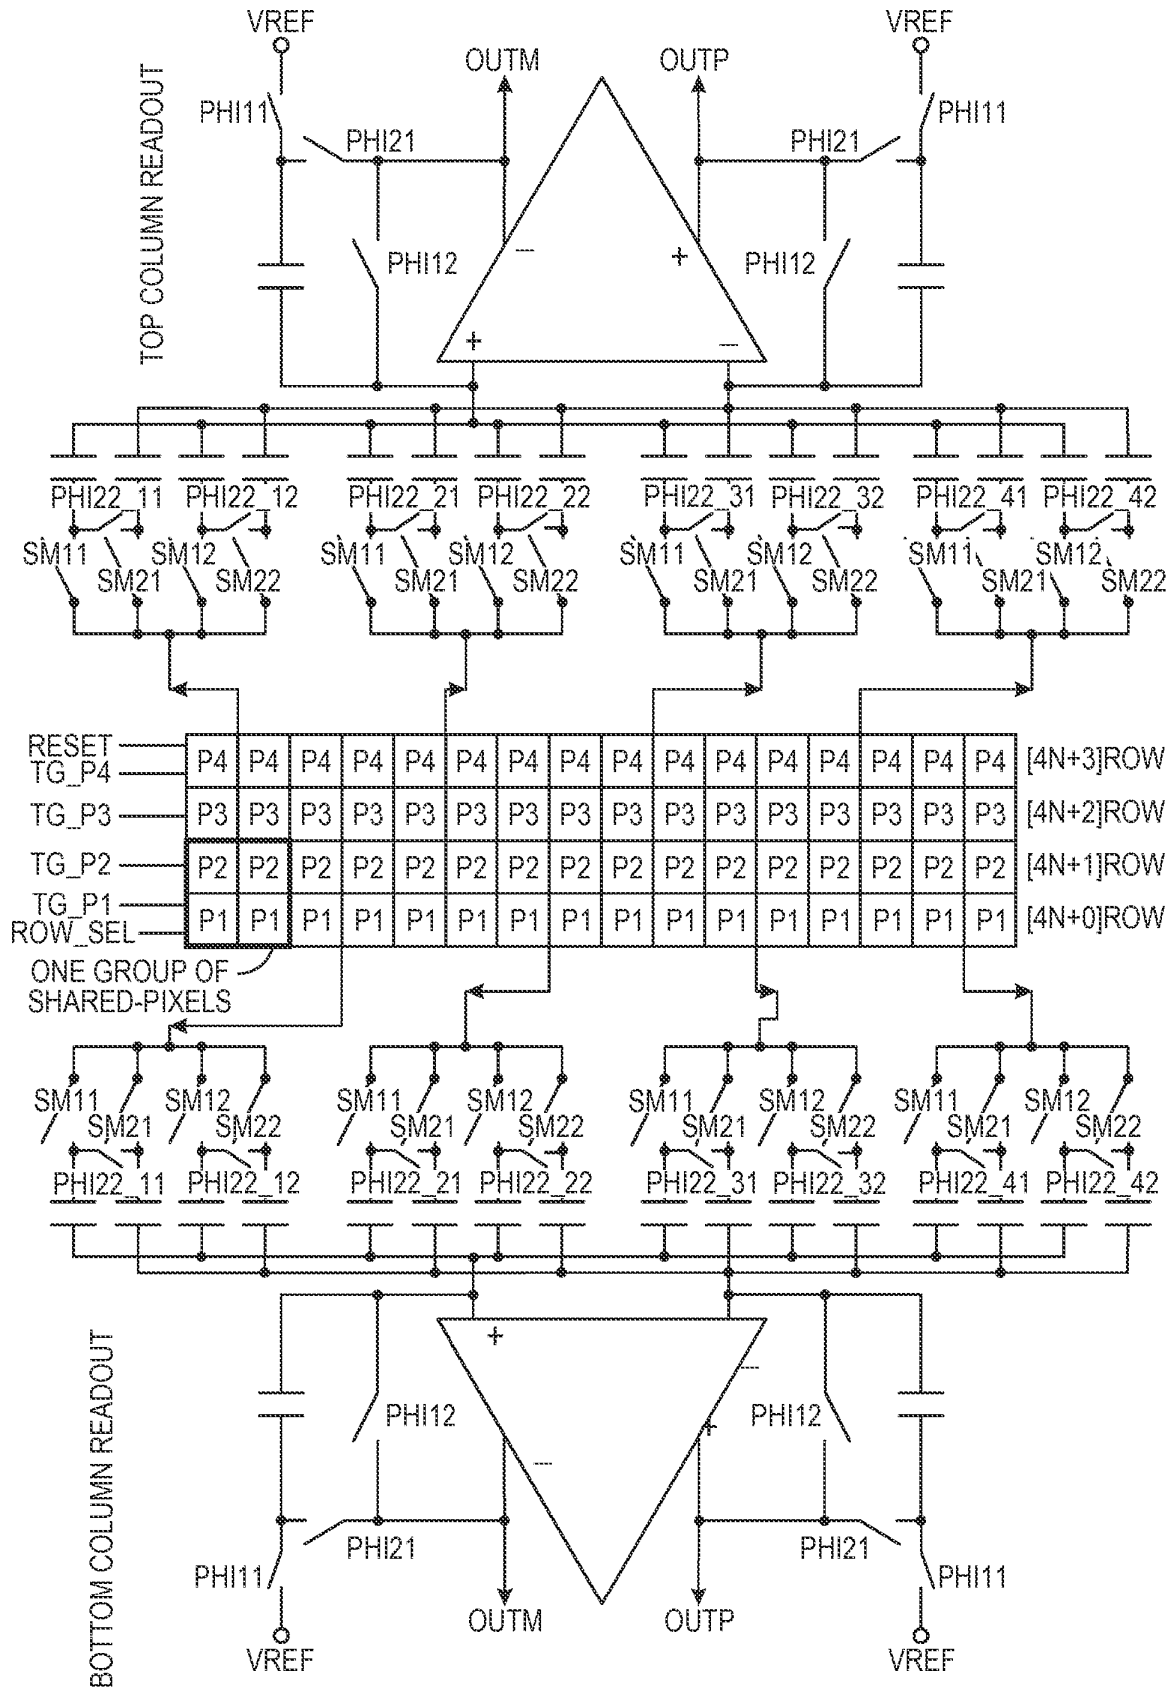 VREF VREF
OUTM OUTP
TOP COLUMN READOUT
PHI11 PHI11
PHI21 PHI21
PHI12 PHI12
− +
+ −
PHI22_11 PHI22_12 PHI22_21 PHI22_22 PHI22_31 PHI22_32 PHI22_41 PHI22_42
SM11 SM12 SM11 SM12 SM11 SM12 SM11 SM12
SM21 SM22 SM21 SM22 SM21 SM22 SM21 SM22
RESET
TG_P4
P4 P4 P4 P4 P4 P4 P4 P4 P4 P4 P4 P4 P4 P4 P4 P4 [4N+3]ROW
TG_P3 P3 P3 P3 P3 P3 P3 P3 P3 P3 P3 P3 P3 P3 P3 P3 P3 [4N+2]ROW
TG_P2 P2 P2 P2 P2 P2 P2 P2 P2 P2 P2 P2 P2 P2 P2 P2 P2 [4N+1]ROW
TG_P1
P1 P1 P1 P1 P1 P1 P1 P1 P1 P1 P1 P1 P1 P1 P1 P1 [4N+0]ROW
ROW_SEL
ONE GROUP OF
SHARED-PIXELS
SM11 SM12 SM11 SM12 SM11 SM12 SM11 SM12
SM21 SM22 SM21 SM22 SM21 SM22 SM21 SM22
PHI22_11 PHI22_12 PHI22_21 PHI22_22 PHI22_31 PHI22_32 PHI22_41 PHI22_42
BOTTOM COLUMN READOUT
+ −
PHI12 PHI12
− +
PHI21 PHI21
PHI11 PHI11
OUTM OUTP
VREF VREF